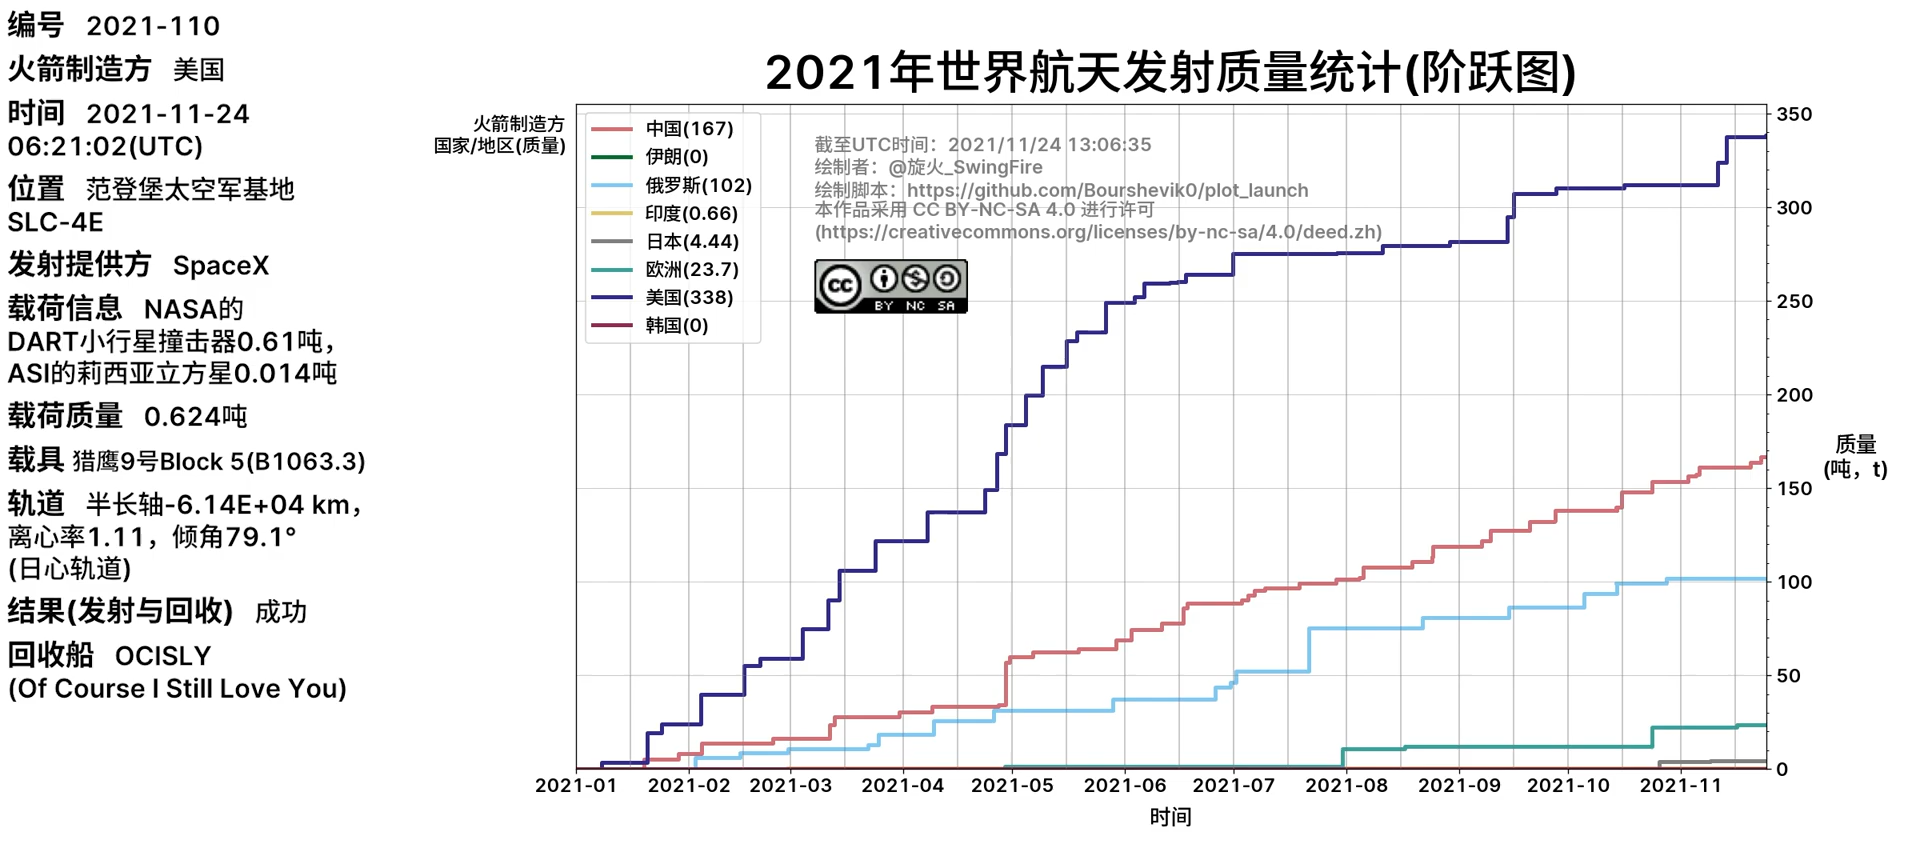 编号 2021-110
火箭制造方 美国
时间 2021-11-24
06:21:02(UTC)
位置 范登堡太空军基地
SLC-4E
发射提供方 SpaceX
载荷信息 NASA的
DART小行星撞击器0.61吨，
ASI的莉西亚立方星0.014吨
载荷质量 0.624吨
载具 猎鹰9号Block 5(B1063.3)
轨道 半长轴-6.14E+04 km，
离心率1.11，倾角79.1°
(日心轨道)
结果(发射与回收) 成功
回收船 OCISLY
(Of Course I Still Love You)
2021年世界航天发射质量统计(阶跃图)
火箭制造方
国家/地区(质量)
中国(167)
伊朗(0)
俄罗斯(102)
印度(0.66)
日本(4.44)
欧洲(23.7)
美国(338)
韩国(0)
截至UTC时间：2021/11/24 13:06:35
绘制者：@旋火_SwingFire
绘制脚本：https://github.com/Bourshevik0/plot_launch
本作品采用 CC BY-NC-SA 4.0 进行许可
(https://creativecommons.org/licenses/by-nc-sa/4.0/deed.zh)
cc
BY NC SA
350
300
250
200
150
100
50
0
质量
(吨，t)
2021-01 2021-02 2021-03 2021-04 2021-05 2021-06 2021-07 2021-08 2021-09 2021-10 2021-11
时间